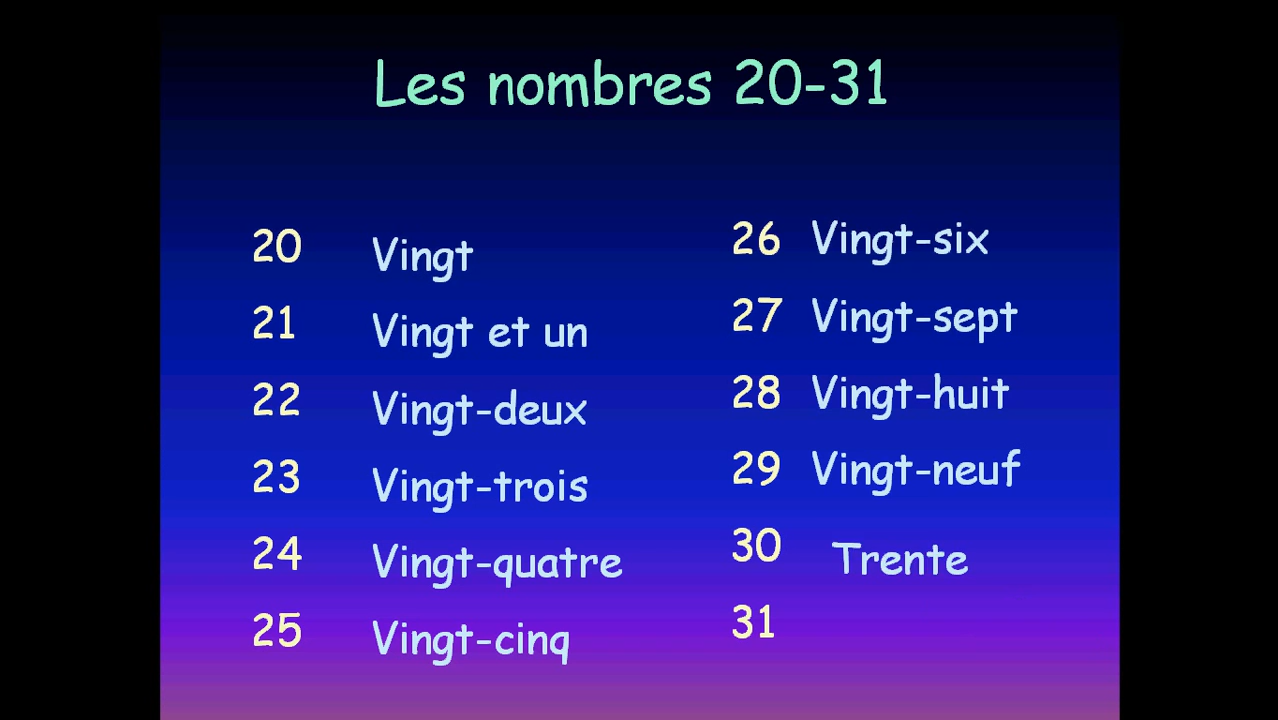 Les nombres 20-31
20 Vingt
21 Vingt et un
22 Vingt-deux
23 Vingt-trois
24 Vingt-quatre
25 Vingt-cinq
26 Vingt-six
27 Vingt-sept
28 Vingt-huit
29 Vingt-neuf
30 Trente
31